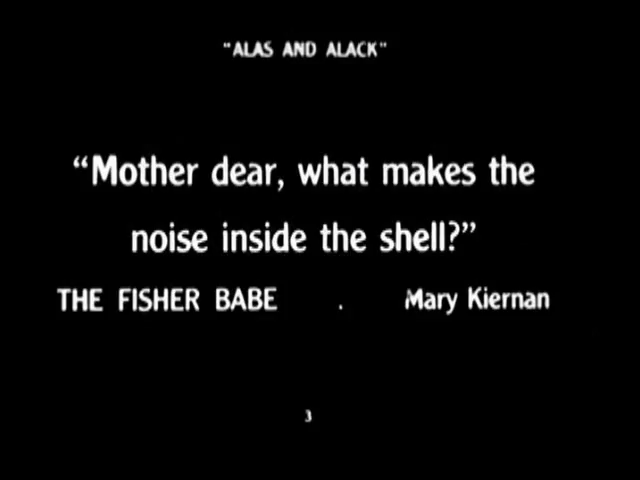 "ALAS AND ALACK"
“Mother dear, what makes the
noise inside the shell?”
THE FISHER BABE . Mary Kiernan
3